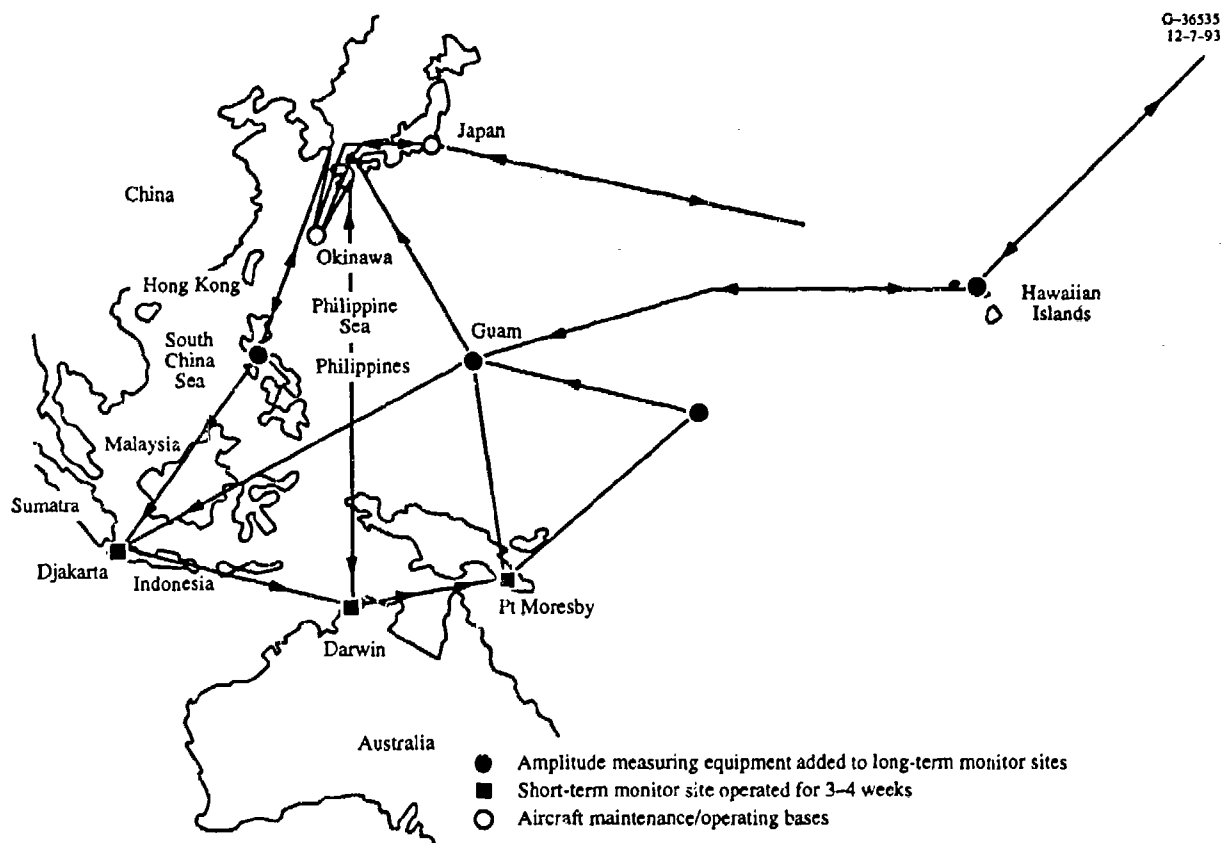 G-36535
12-7-93
Japan
China
Okinawa
Hong Kong
Philippine
Sea
Hawaiian
Islands
Guam
South
China
Sea
Philippines
Malaysia
Sumatra
Djakarta
Indonesia
Pt Moresby
Darwin
Australia
Amplitude measuring equipment added to long-term monitor sites
Short-term monitor site operated for 3–4 weeks
Aircraft maintenance/operating bases